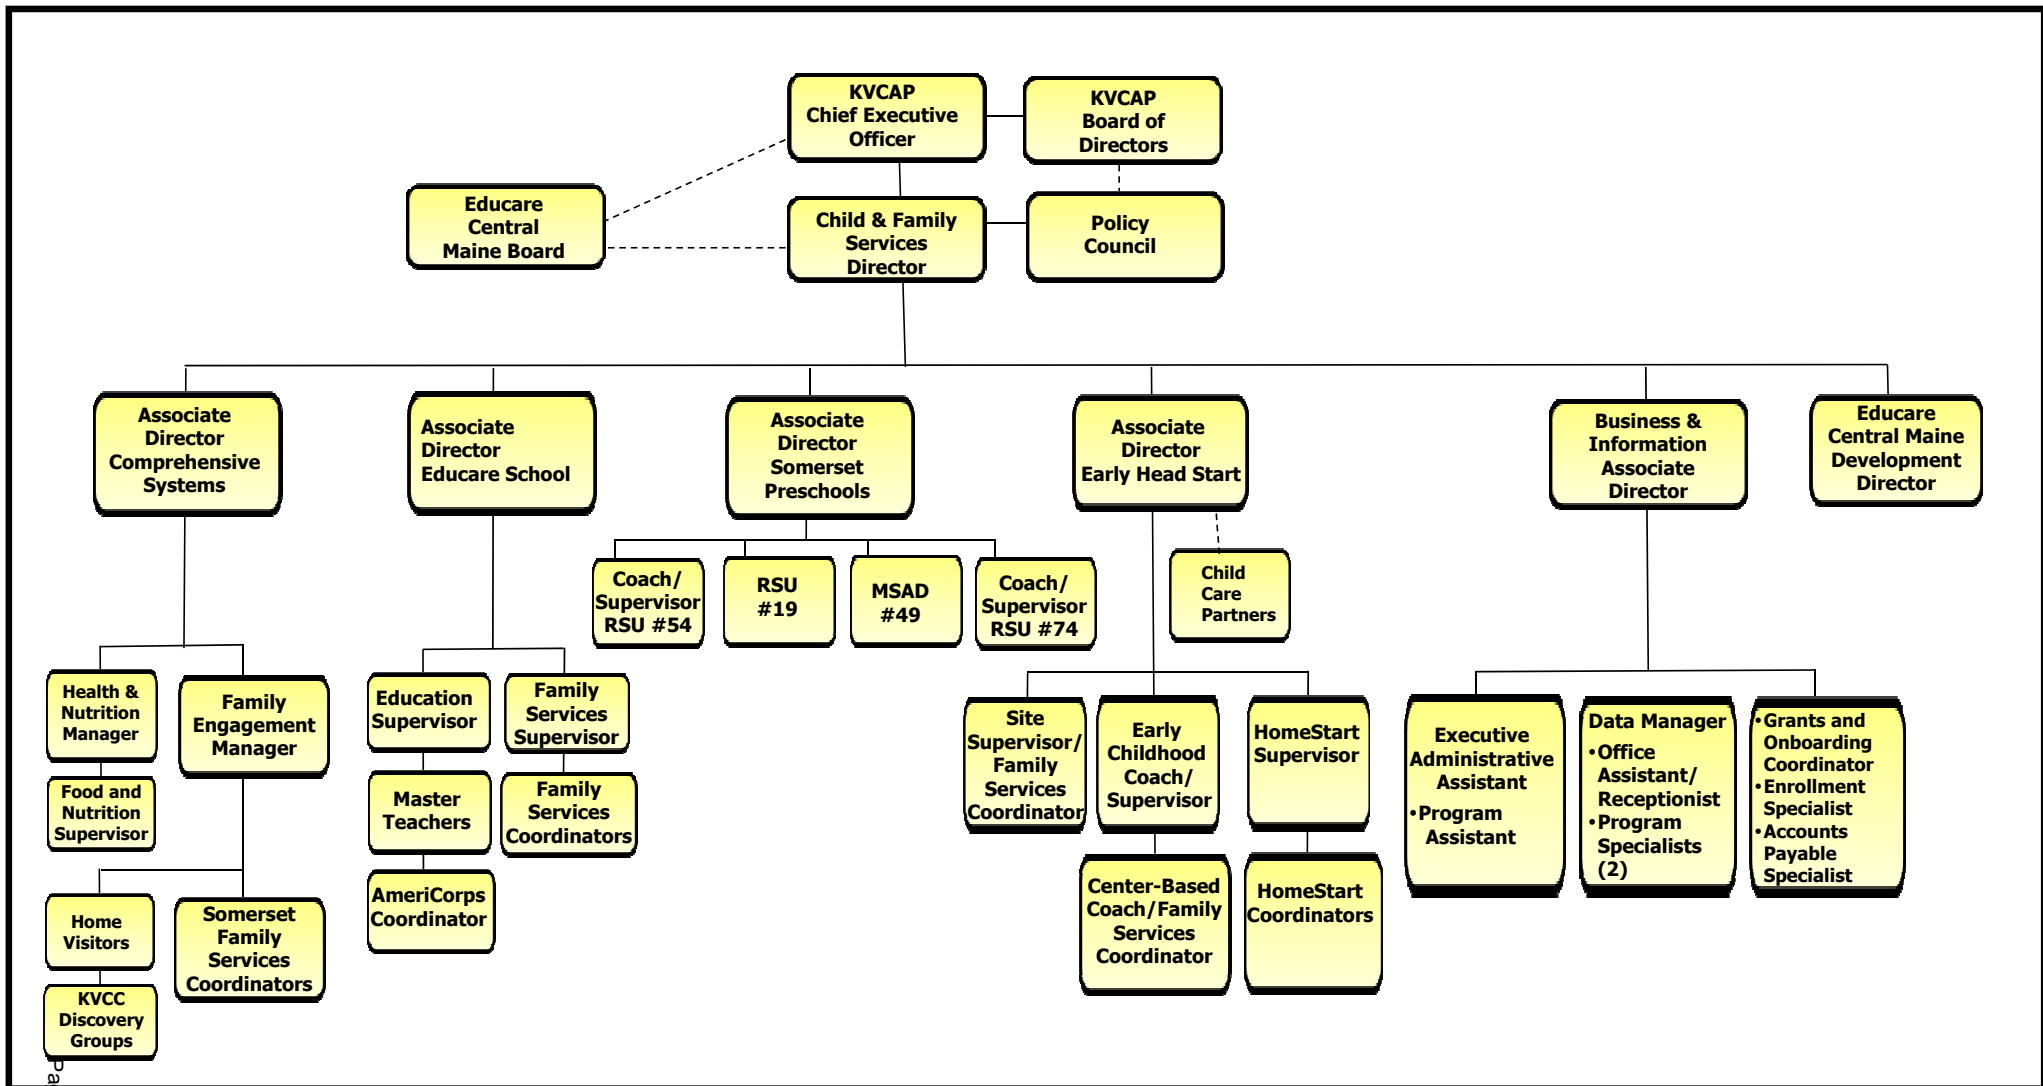 KVCAP
Chief Executive
Officer
KVCAP
Board of
Directors
Educare
Central
Maine Board
Child & Family
Services
Director
Policy
Council
Associate
Director
Comprehensive
Systems
Associate
Director
Educare School
Associate
Director
Somerset
Preschools
Associate
Director
Early Head Start
Business &
Information
Associate
Director
Educare
Central Maine
Development
Director
Coach/
Supervisor
RSU #54
RSU
#19
MSAD
#49
Coach/
Supervisor
RSU #74
Child
Care
Partners
Health &
Nutrition
Manager
Family
Engagement
Manager
Education
Supervisor
Family
Services
Supervisor
Site
Supervisor/
Family
Services
Coordinator
Early
Childhood
Coach/
Supervisor
HomeStart
Supervisor
Executive
Administrative
Assistant
•Program
Assistant
Data Manager
•Office
Assistant/
Receptionist
•Program
Specialists
(2)
•Grants and
Onboarding
Coordinator
•Enrollment
Specialist
•Accounts
Payable
Specialist
Food and
Nutrition
Supervisor
Master
Teachers
Family
Services
Coordinators
AmeriCorps
Coordinator
Center-Based
Coach/Family
Services
Coordinator
HomeStart
Coordinators
Home
Visitors
Somerset
Family
Services
Coordinators
KVCC
Discovery
Groups
Pa